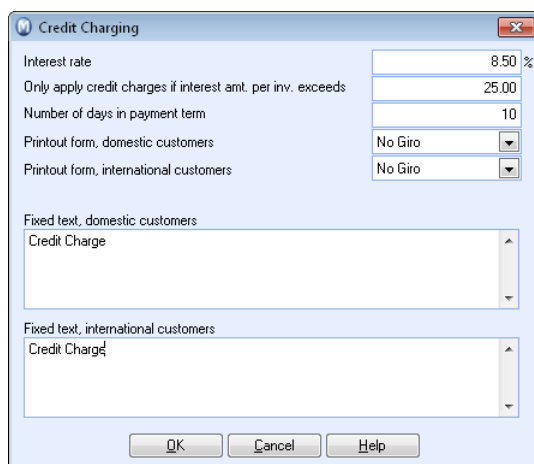 Credit Charging
Interest rate 8.50 %
Only apply credit charges if interest amt. per inv. exceeds 25.00
Number of days in payment term 10
Printout form, domestic customers No Giro
Printout form, international customers No Giro
Fixed text, domestic customers
Credit Charge
Fixed text, international customers
Credit Charge
OK Cancel Help